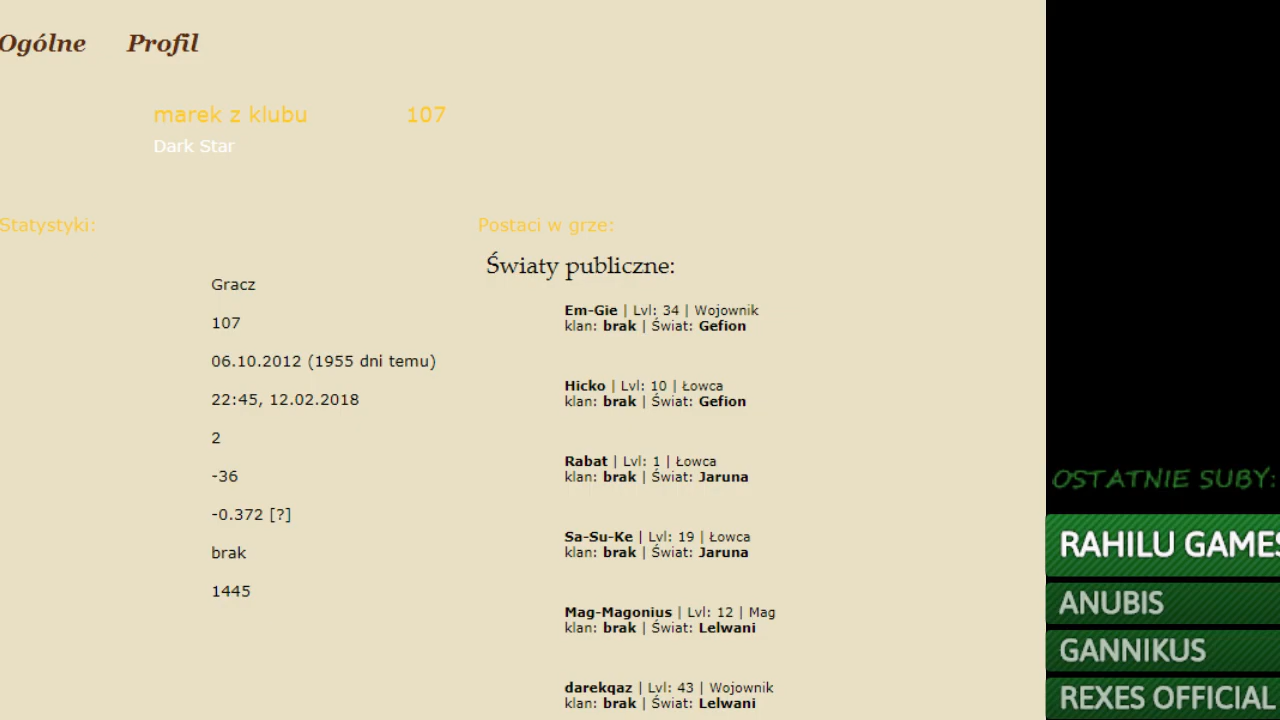 Ogólne Profil
marek z klubu 107
Dark Star
Statystyki:
Gracz
107
06.10.2012 (1955 dni temu)
22:45, 12.02.2018
2
-36
-0.372 [?]
brak
1445
Postaci w grze:
Światy publiczne:
Em-Gie | Lvl: 34 | Wojownik
klan: brak | Świat: Gefion
Hicko | Lvl: 10 | Łowca
klan: brak | Świat: Gefion
Rabat | Lvl: 1 | Łowca
klan: brak | Świat: Jaruna
Sa-Su-Ke | Lvl: 19 | Łowca
klan: brak | Świat: Jaruna
Mag-Magonius | Lvl: 12 | Mag
klan: brak | Świat: Lelwani
darekqaz | Lvl: 43 | Wojownik
klan: brak | Świat: Lelwani
OSTATNIE SUBY:
RAHILU GAMES
ANUBIS
GANNIKUS
REXES OFFICIAL